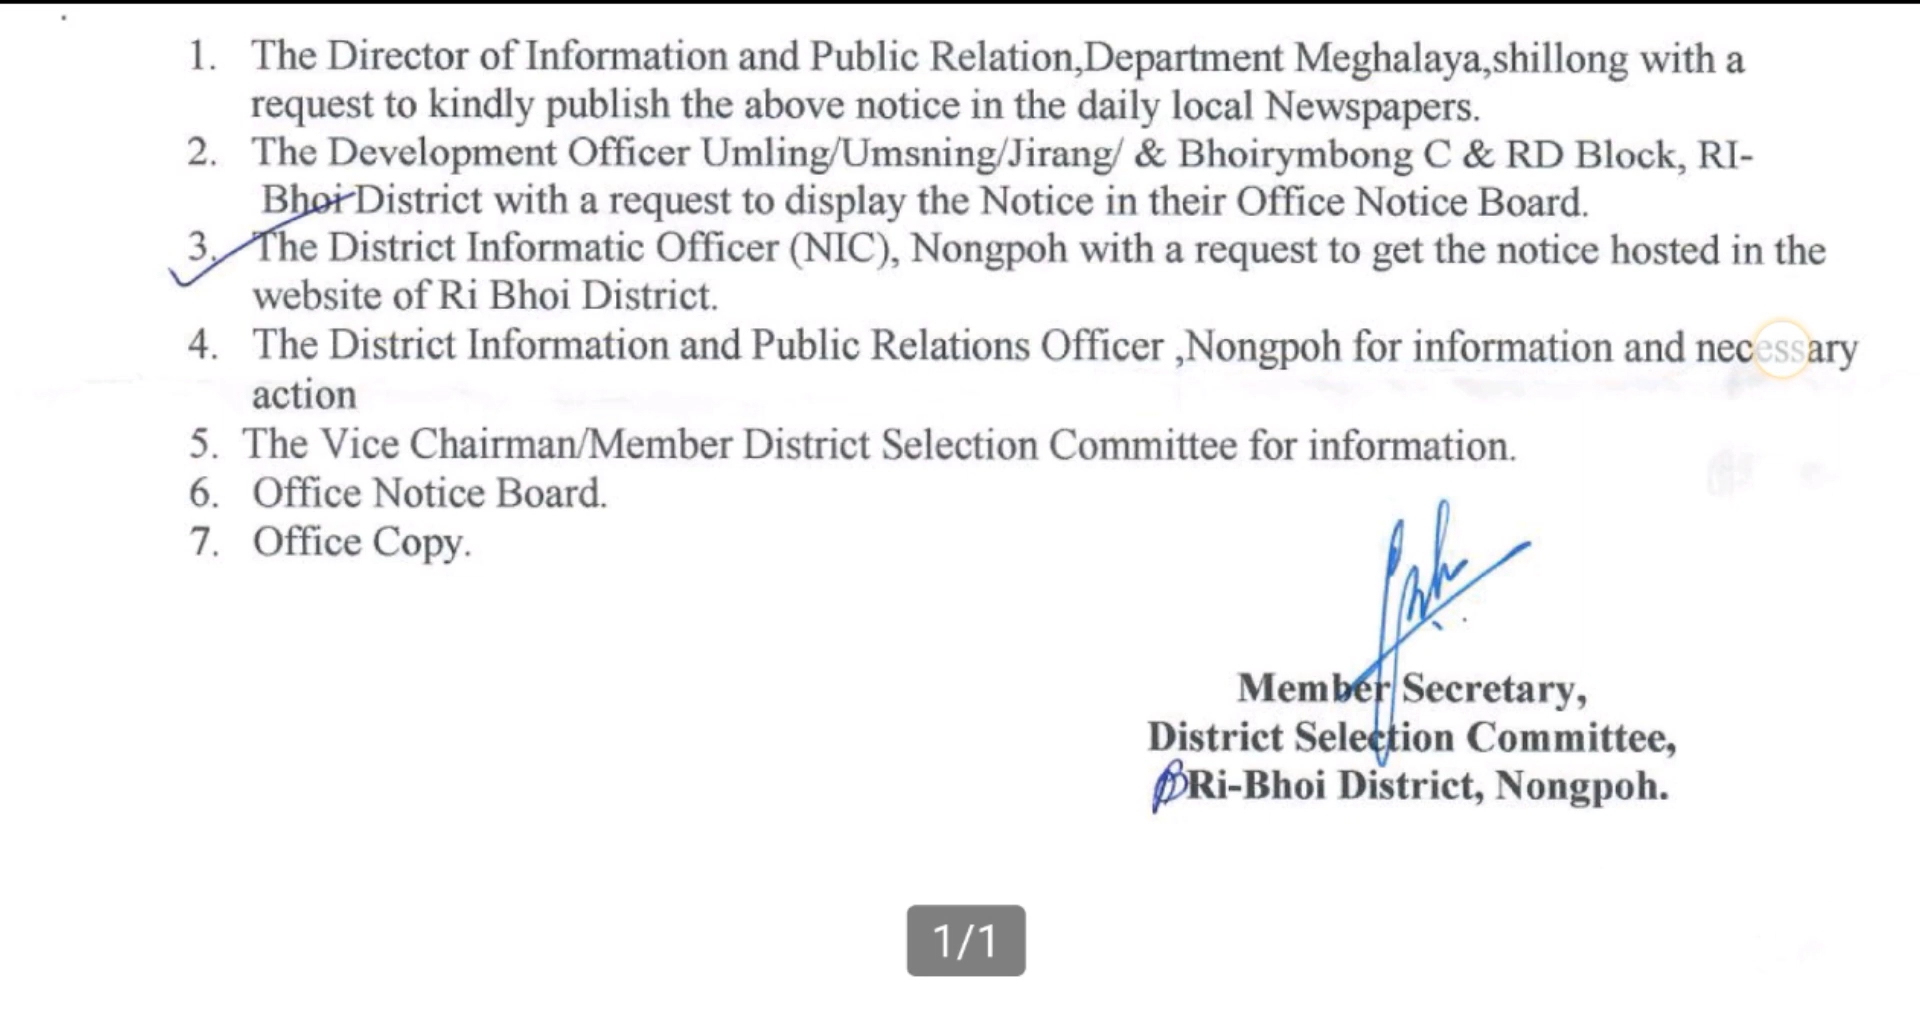 1. The Director of Information and Public Relation,Department Meghalaya,shillong with a
request to kindly publish the above notice in the daily local Newspapers.
2. The Development Officer Umling/Umsning/Jirang/ & Bhoirymbong C & RD Block, RI-
Bhoi District with a request to display the Notice in their Office Notice Board.
3. The District Informatic Officer (NIC), Nongpoh with a request to get the notice hosted in the
website of Ri Bhoi District.
4. The District Information and Public Relations Officer ,Nongpoh for information and necessary
action
5. The Vice Chairman/Member District Selection Committee for information.
6. Office Notice Board.
7. Office Copy.
Member Secretary,
District Selection Committee,
Ri-Bhoi District, Nongpoh.
1/1